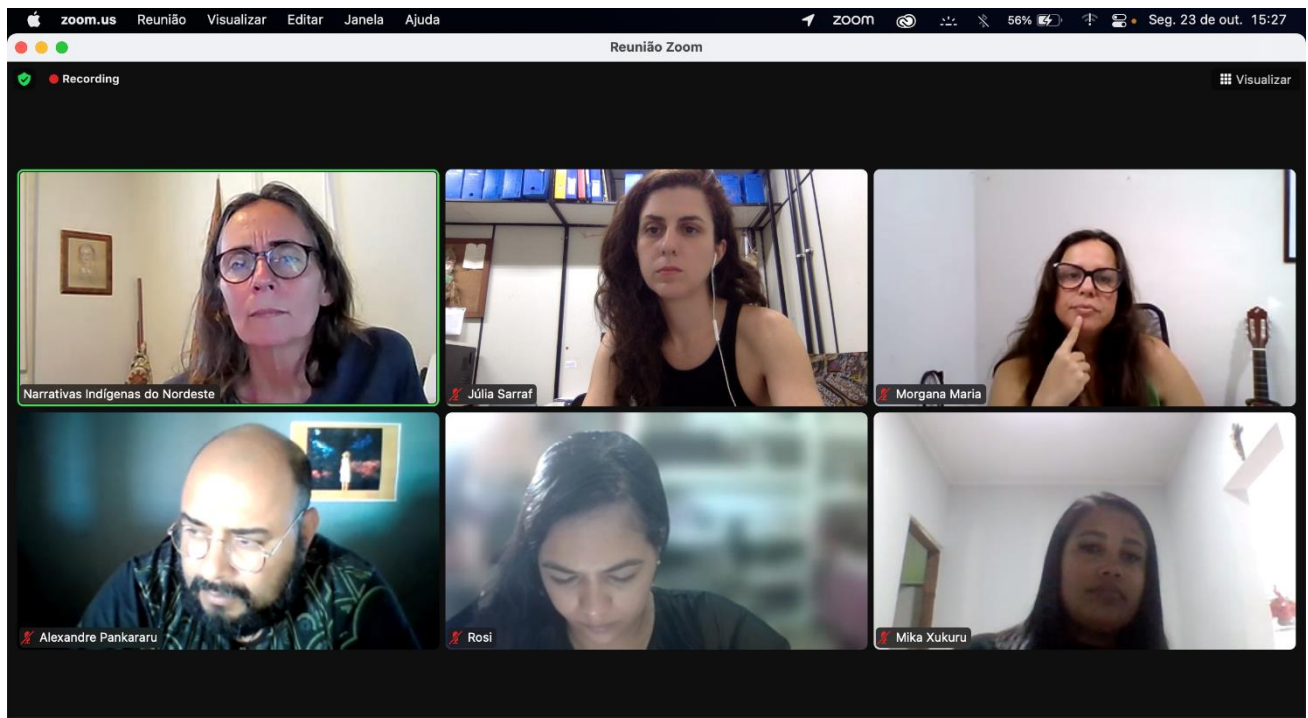 zoom.us Reunião Visualizar Editar Janela Ajuda zoom 56% Seg. 23 de out. 15:27
Reunião Zoom
Recording Visualizar
Narrativas Indígenas do Nordeste
Júlia Sarraf
Morgana Maria
Alexandre Pankararu
Rosi
Mika Xukuru